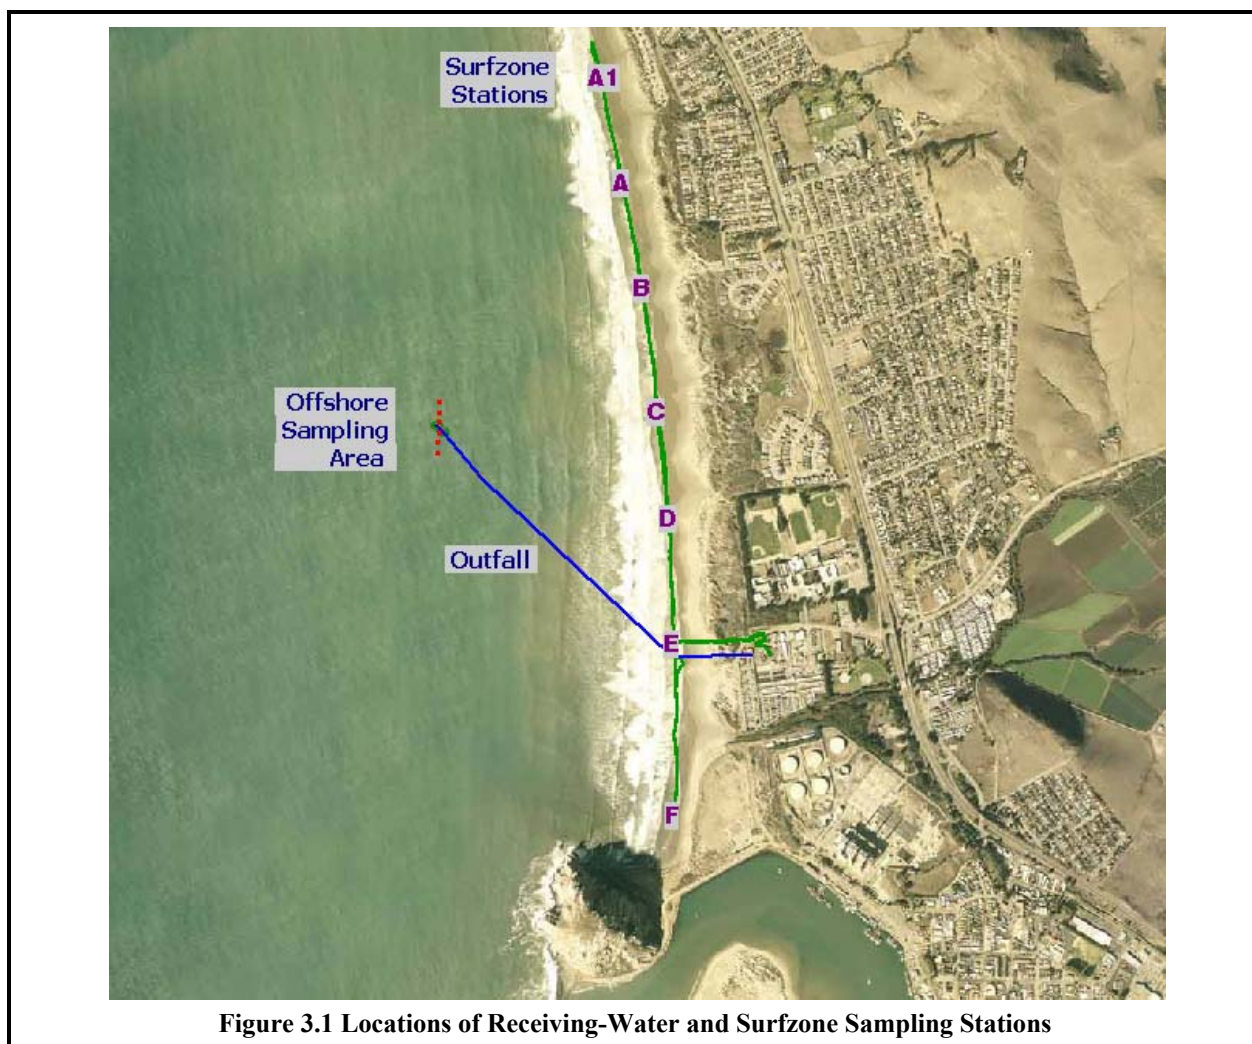 Surfzone
Stations
A1
A
B
C
Offshore
Sampling
Area
D
Outfall
E
F
Figure 3.1 Locations of Receiving-Water and Surfzone Sampling Stations